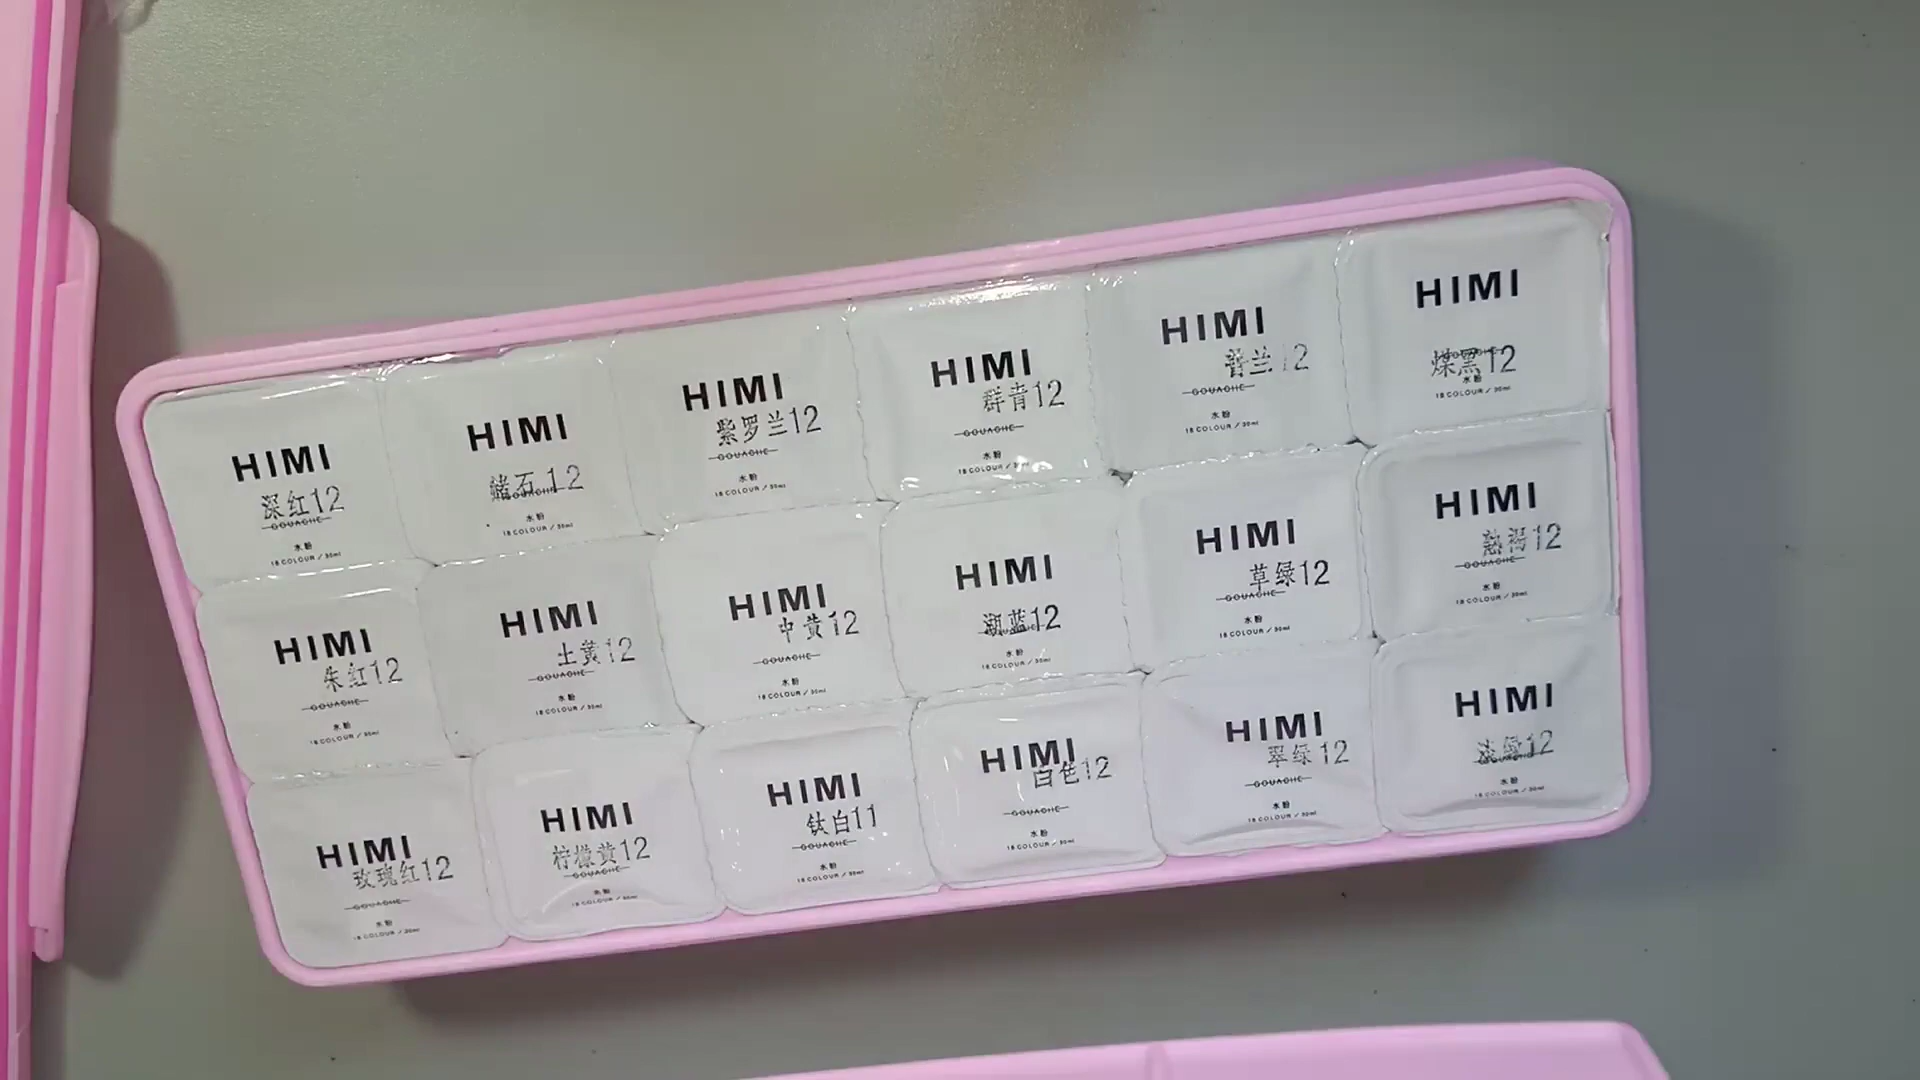 HIMI
深红12
GOUACHE
水粉
18 COLOUR / 30ml
HIMI
赭石12
GOUACHE
水粉
18 COLOUR / 30ml
HIMI
紫罗兰12
GOUACHE
水粉
18 COLOUR / 30ml
HIMI
群青12
GOUACHE
水粉
18 COLOUR / 30ml
HIMI
普兰12
GOUACHE
水粉
18 COLOUR / 30ml
HIMI
煤黑12
水粉
18 COLOUR / 30ml
HIMI
朱红12
GOUACHE
水粉
18 COLOUR / 30ml
HIMI
土黄12
GOUACHE
水粉
18 COLOUR / 30ml
HIMI
中黄12
GOUACHE
水粉
18 COLOUR / 30ml
HIMI
湖蓝12
水粉
18 COLOUR / 30ml
HIMI
草绿12
GOUACHE
水粉
18 COLOUR / 30ml
HIMI
熟褐12
GOUACHE
水粉
18 COLOUR / 30ml
HIMI
玫瑰红12
GOUACHE
水粉
18 COLOUR / 30ml
HIMI
柠檬黄12
GOUACHE
水粉
18 COLOUR / 30ml
HIMI
钛白11
GOUACHE
水粉
18 COLOUR / 30ml
HIMI
白色12
GOUACHE
水粉
18 COLOUR / 30ml
HIMI
翠绿12
GOUACHE
水粉
18 COLOUR / 30ml
HIMI
淡绿12
GOUACHE
水粉
18 COLOUR / 30ml